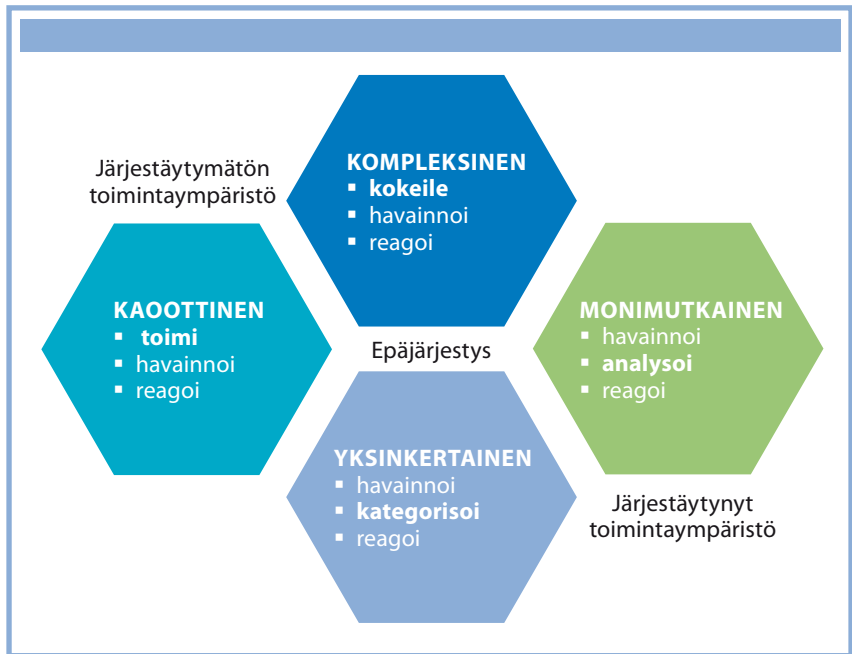 Järjestäytymätön
toimintaympäristö
KOMPLEKSINEN
▪ kokeile
▪ havainnoi
▪ reagoi
KAOOTTINEN
▪ toimi
▪ havainnoi
▪ reagoi
Epäjärjestys
MONIMUTKAINEN
▪ havainnoi
▪ analysoi
▪ reagoi
YKSINKERTAINEN
▪ havainnoi
▪ kategorisoi
▪ reagoi
Järjestäytynyt
toimintaympäristö